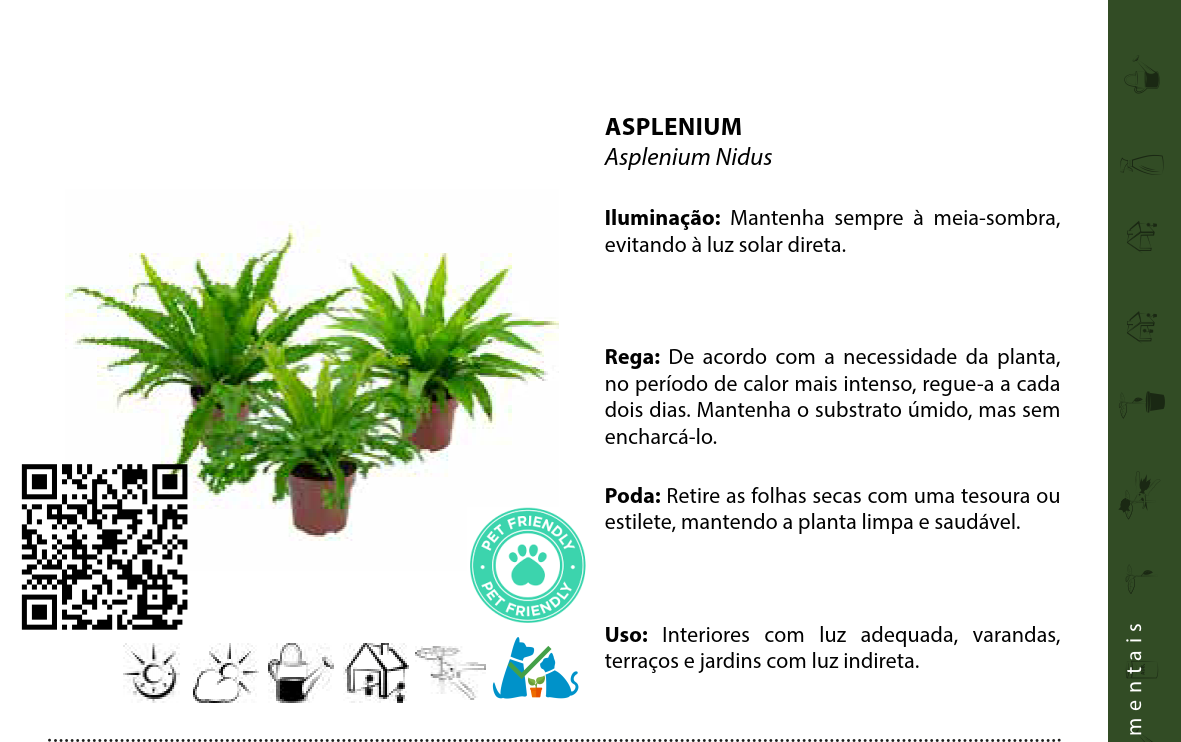 ASPLENIUM
Asplenium Nidus
Iluminação: Mantenha sempre à meia-sombra,
evitando à luz solar direta.
Rega: De acordo com a necessidade da planta,
no período de calor mais intenso, regue-a a cada
dois dias. Mantenha o substrato úmido, mas sem
encharcá-lo.
Poda: Retire as folhas secas com uma tesoura ou
estilete, mantendo a planta limpa e saudável.
Uso: Interiores com luz adequada, varandas,
terraços e jardins com luz indireta.
PET FRIENDLY
PET FRIENDLY
mentais